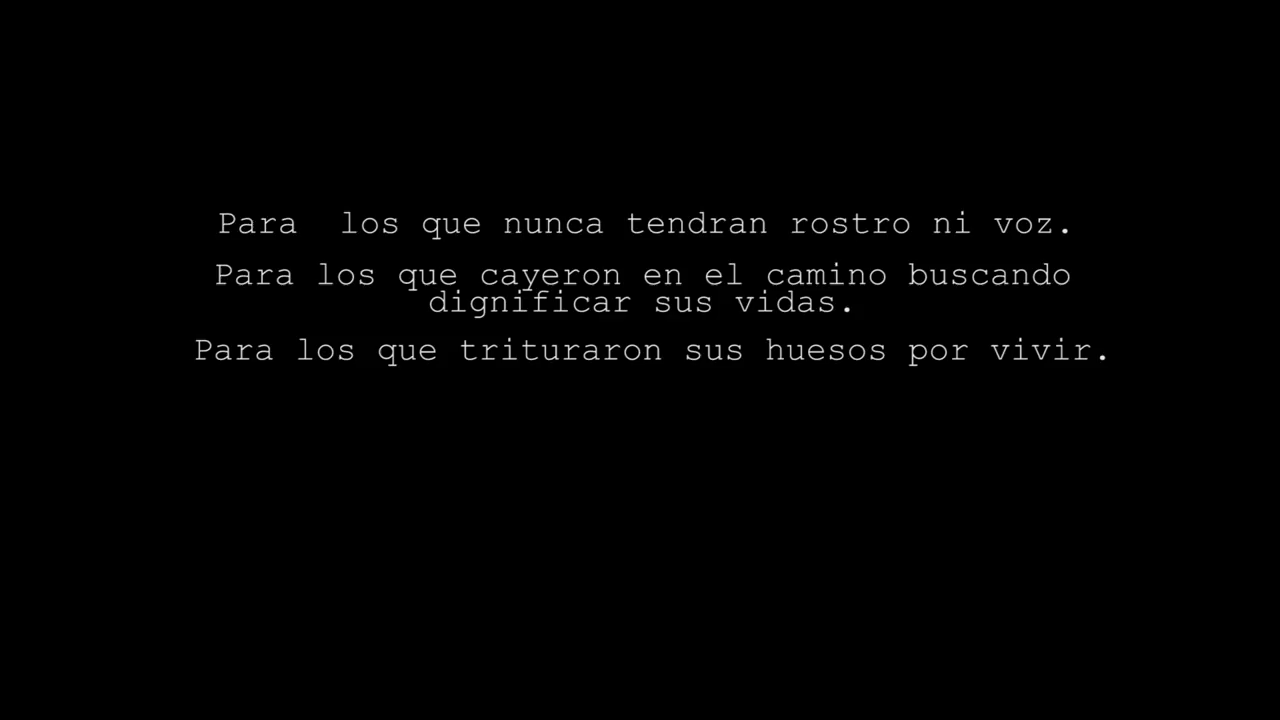 Para  los que nunca tendran rostro ni voz.
Para los que cayeron en el camino buscando
dignificar sus vidas.
Para los que trituraron sus huesos por vivir.